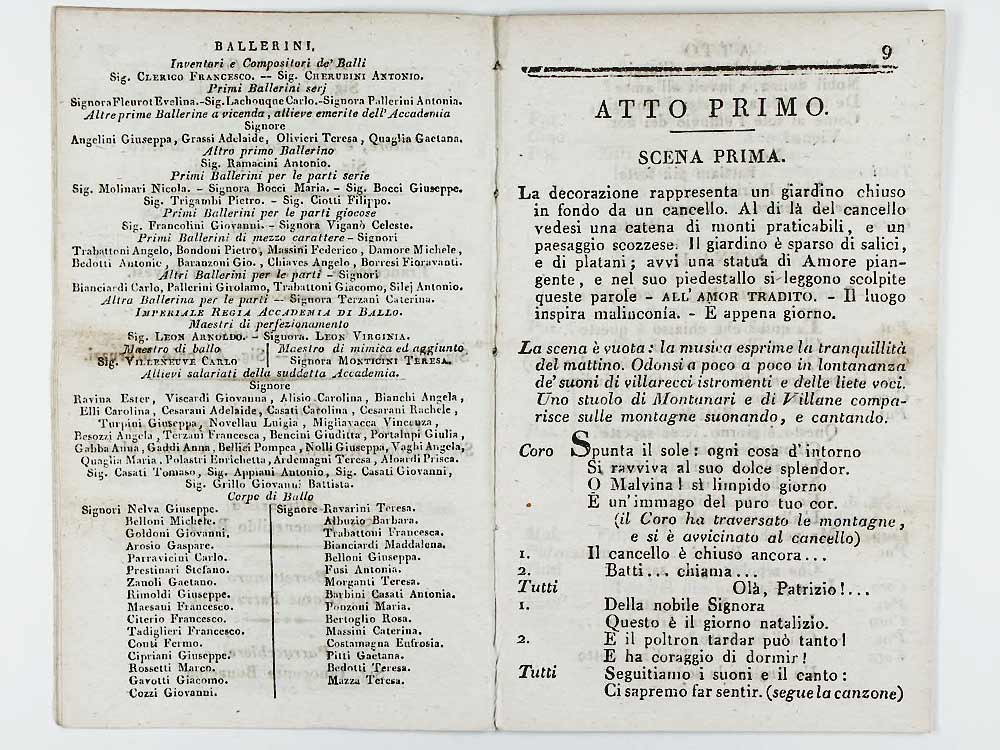 BALLERINI.
Inventori e Compositori de' Balli
Sig. CLERICO FRANCESCO. — Sig. CHERUBINI ANTONIO.
Primi Ballerini serj
Signora Fleurot Evelina.-Sig. Lachouque Carlo.-Signora Pallerini Antonia.
Altre prime Ballerine a vicenda, allieve emerite dell'Accademia
Signore
Angelini Giuseppa, Grassi Adelaide, Olivieri Teresa, Quaglia Gaetana.
Altro primo Ballerino
Sig. Ramacini Antonio.
Primi Ballerini per le parti serie
Sig. Molinari Nicola. - Signora Bocci Maria. - Sig. Bocci Giuseppe.
Sig. Trigambi Pietro. - Sig. Ciotti Filippo.
Primi Ballerini per le parti giocose
Sig. Francolini Giovanni. - Signora Viganò Celeste.
Primi Ballerini di mezzo carattere - Signori
Trabattoni Angelo, Bondoni Pietro, Massini Federico, Damore Michele,
Bedotti Antonio, Baranzoni Gio., Chiaves Angelo, Borresi Fioravanti.
Altri Ballerini per le parti - Signori
Bianciardi Carlo, Pallerini Girolamo, Trabattoni Giacomo, Silej Antonio.
Altra Ballerina per le parti — Signora Terzani Caterina.
IMPERIALE REGIA ACCADEMIA DI BALLO.
Maestri di perfezionamento
Sig. LEON ARNOLDO. - Signora. LEON VIRGINIA.
Maestro di ballo | Maestro di mimica ed aggiunto
Sig. VILLENEUVE CARLO | Signora MONTICINI TERESA.
Allievi salariati della suddetta Accademia.
Signore
Ravina Ester, Viscardi Giovanna, Alisio Carolina, Bianchi Angela,
Elli Carolina, Cesarani Adelaide, Casati Carolina, Cesarani Rachele,
Turpini Giuseppa, Novellau Luigia, Migliavacca Vincenza,
Besozzi Angela, Terzani Francesca, Bencini Giuditta, Portalupi Giulia,
Gabba Anna, Gaddi Anna, Bellini Pompea, Nolli Giuseppa, Vaghi Angela,
Quaglia Maria, Polastri Enrichetta, Ardemagni Teresa, Aloardi Prisca.
Sig. Casati Tomaso, Sig. Appiani Antonio, Sig. Casati Giovanni,
Sig. Grillo Giovanni Battista.
Corpo di Ballo
Signori Nelva Giuseppe.
Belloni Michele.
Goldoni Giovanni.
Arosio Gaspare.
Parravicini Carlo.
Prestinari Stefano.
Zanoli Gaetano.
Rimoldi Giuseppe.
Maesani Francesco.
Citerio Francesco.
Tadiglieri Francesco.
Conti Fermo.
Cipriani Giuseppe.
Rossetti Marco.
Gavotti Giacomo.
Cozzi Giovanni.
Signore Ravarini Teresa.
Albuzio Barbara.
Trabattoni Francesca.
Bianciardi Maddalena.
Belloni Giuseppa.
Fusi Antonia.
Morganti Teresa.
Barbini Casati Antonia.
Ponzoni Maria.
Bertoglio Rosa.
Massini Caterina.
Costamagna Eufrosia.
Pitti Gaetana.
Bedotti Teresa.
Mazza Teresa.
9
ATTO PRIMO.
SCENA PRIMA.
La decorazione rappresenta un giardino chiuso
in fondo da un cancello. Al di là del cancello
vedesi una catena di monti praticabili, e un
paesaggio scozzese. Il giardino è sparso di salici,
e di platani; avvi una statua di Amore pian-
gente, e nel suo piedestallo si leggono scolpite
queste parole - ALL'AMOR TRADITO. - Il luogo
inspira malinconìa. - È appena giorno.
La scena è vuota: la musica esprime la tranquillità
del mattino. Odonsi a poco a poco in lontananza
de' suoni di villarecci istromenti e delle liete voci.
Uno stuolo di Montanari e di Villane compa-
risce sulle montagne suonando, e cantando.
Coro Spunta il sole: ogni cosa d'intorno
Si ravviva al suo dolce splendor.
O Malvina! sì limpido giorno
È un'immago del puro tuo cor.
(il Coro ha traversato le montagne,
e si è avvicinato al cancello)
1. Il cancello è chiuso ancora...
2. Batti... chiama...
Tutti Olà, Patrizio!...
1. Della nobile Signora
Questo è il giorno natalizio.
2. E il poltron tardar può tanto!
E ha coraggio di dormir!
Tutti Seguitiamo i suoni e il canto:
Ci sapremo far sentir. (segue la canzone)